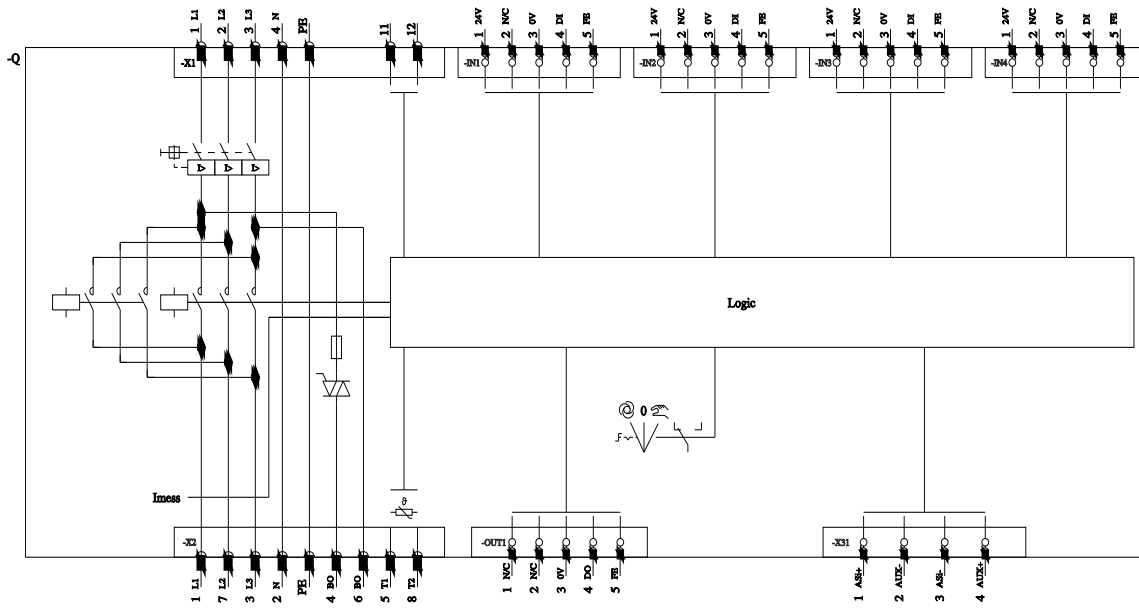 -Q
1 L1
2 L2
3 L3
4 N
PE
11
12
1 24V
2 N/C
3 0V
4 DI
5 FE
1 24V
2 N/C
3 0V
4 DI
5 FE
1 24V
2 N/C
3 0V
4 DI
5 FE
1 24V
2 N/C
3 0V
4 DI
5 FE
-X1
-IN1
-IN2
-IN3
-IN4
I>
I>
I>
Logic
0
Imess
ϑ
-X2
-OUT1
-X31
1 L1
7 L2
3 L3
2 N
PE
4 BO
6 BO
5 T1
8 T2
1 N/C
2 N/C
3 0V
4 DO
5 FE
1 ASi+
2 AUX-
3 ASi-
4 AUX+